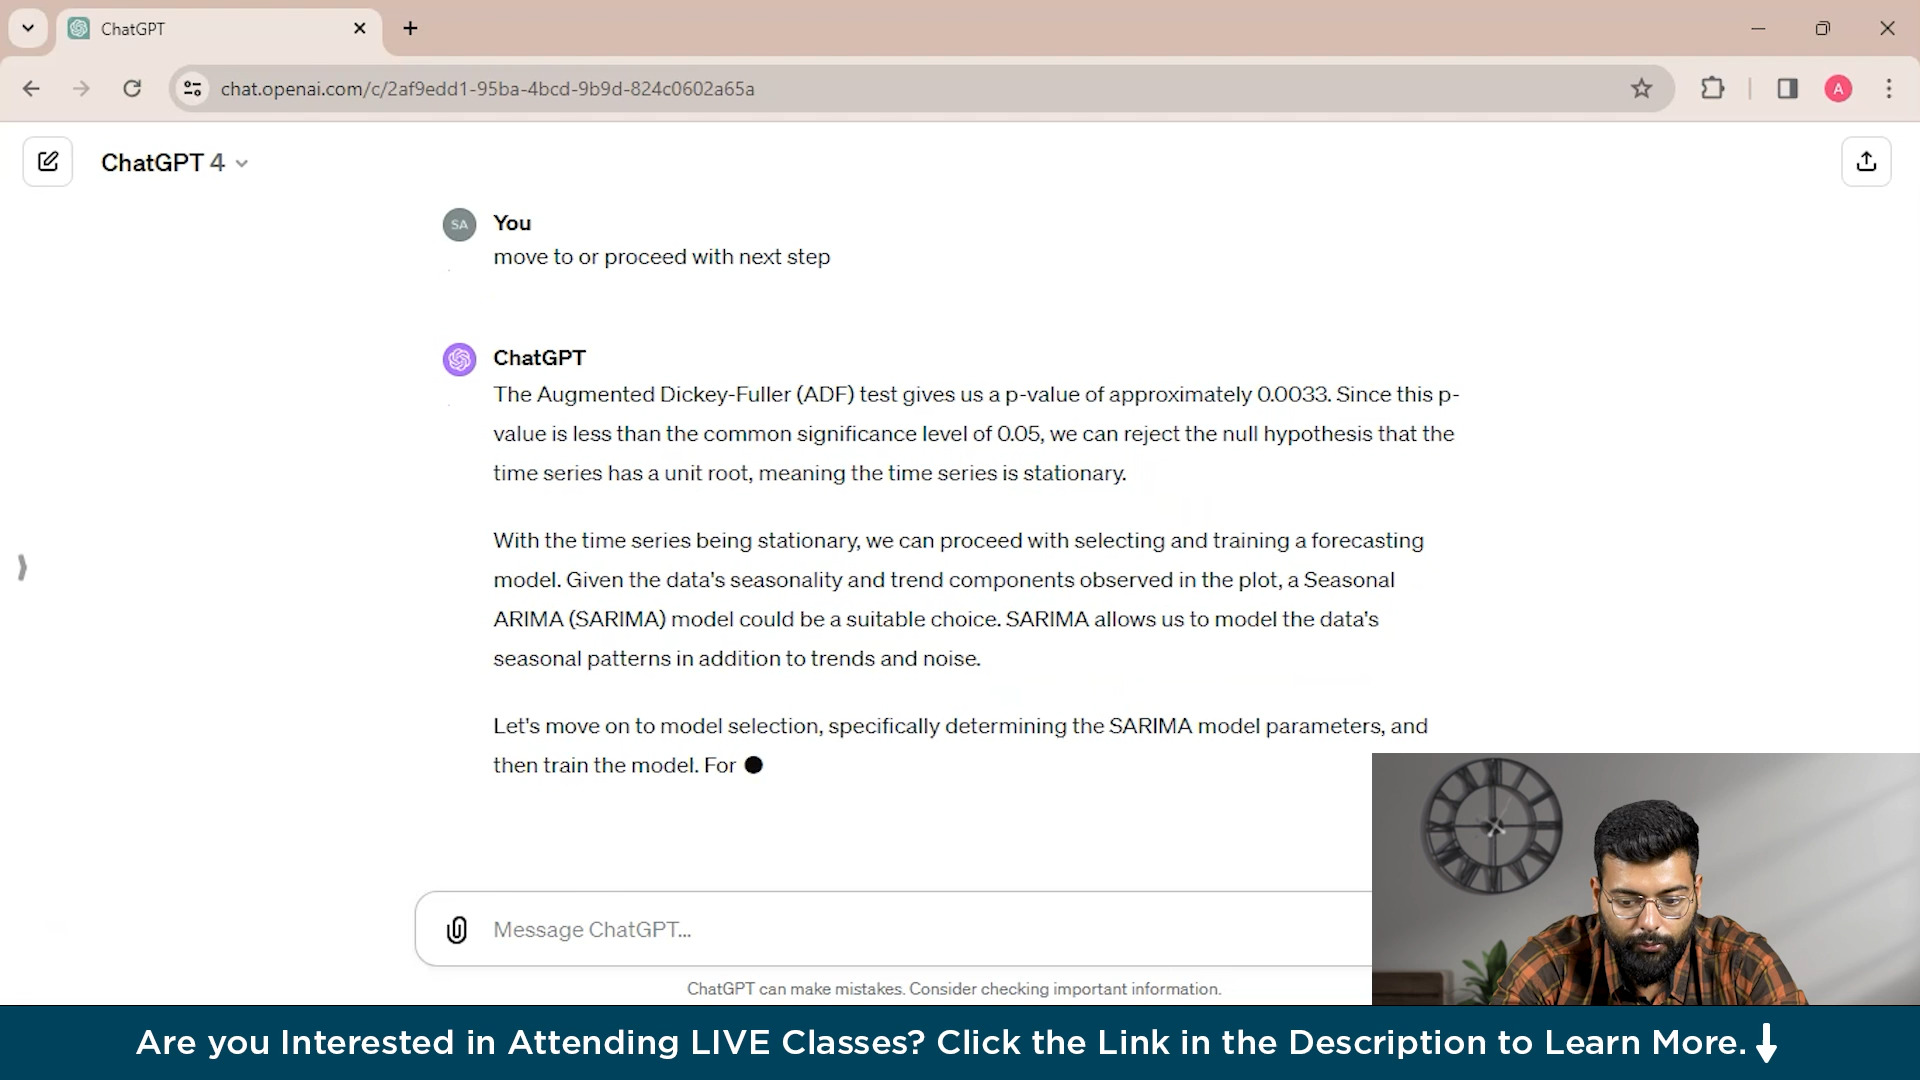 ChatGPT
chat.openai.com/c/2af9edd1-95ba-4bcd-9b9d-824c0602a65a
A
ChatGPT 4
SA
You
move to or proceed with next step
ChatGPT
The Augmented Dickey-Fuller (ADF) test gives us a p-value of approximately 0.0033. Since this p-
value is less than the common significance level of 0.05, we can reject the null hypothesis that the
time series has a unit root, meaning the time series is stationary.
With the time series being stationary, we can proceed with selecting and training a forecasting
model. Given the data's seasonality and trend components observed in the plot, a Seasonal
ARIMA (SARIMA) model could be a suitable choice. SARIMA allows us to model the data's
seasonal patterns in addition to trends and noise.
Let's move on to model selection, specifically determining the SARIMA model parameters, and
then train the model. For
Message ChatGPT...
ChatGPT can make mistakes. Consider checking important information.
Are you Interested in Attending LIVE Classes? Click the Link in the Description to Learn More.